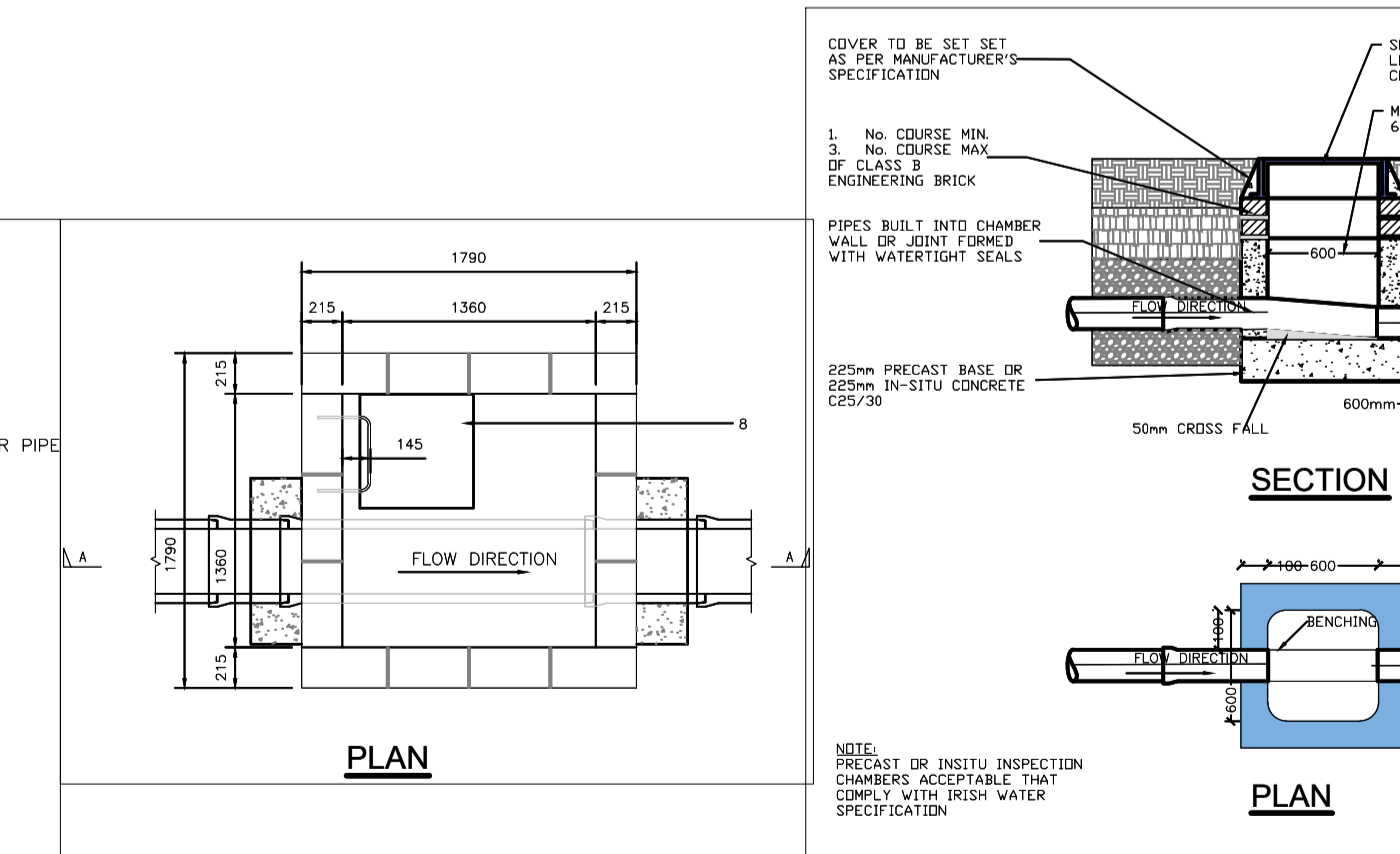 R PIPE
1790
215
1360
215
215
1790
1360
215
145
8
A
A
FLOW DIRECTION
PLAN
COVER TO BE SET SET
AS PER MANUFACTURER'S
SPECIFICATION
1. No. COURSE MIN.
3. No. COURSE MAX
OF CLASS B
ENGINEERING BRICK
PIPES BUILT INTO CHAMBER
WALL OR JOINT FORMED
WITH WATERTIGHT SEALS
600
FLOW DIRECTION
225mm PRECAST BASE OR
225mm IN-SITU CONCRETE
C25/30
600mm
50mm CROSS FALL
SECTION
100 600
100
600
BENCHING
FLOW DIRECTION
NOTE:
PRECAST OR INSITU INSPECTION
CHAMBERS ACCEPTABLE THAT
COMPLY WITH IRISH WATER
SPECIFICATION
PLAN